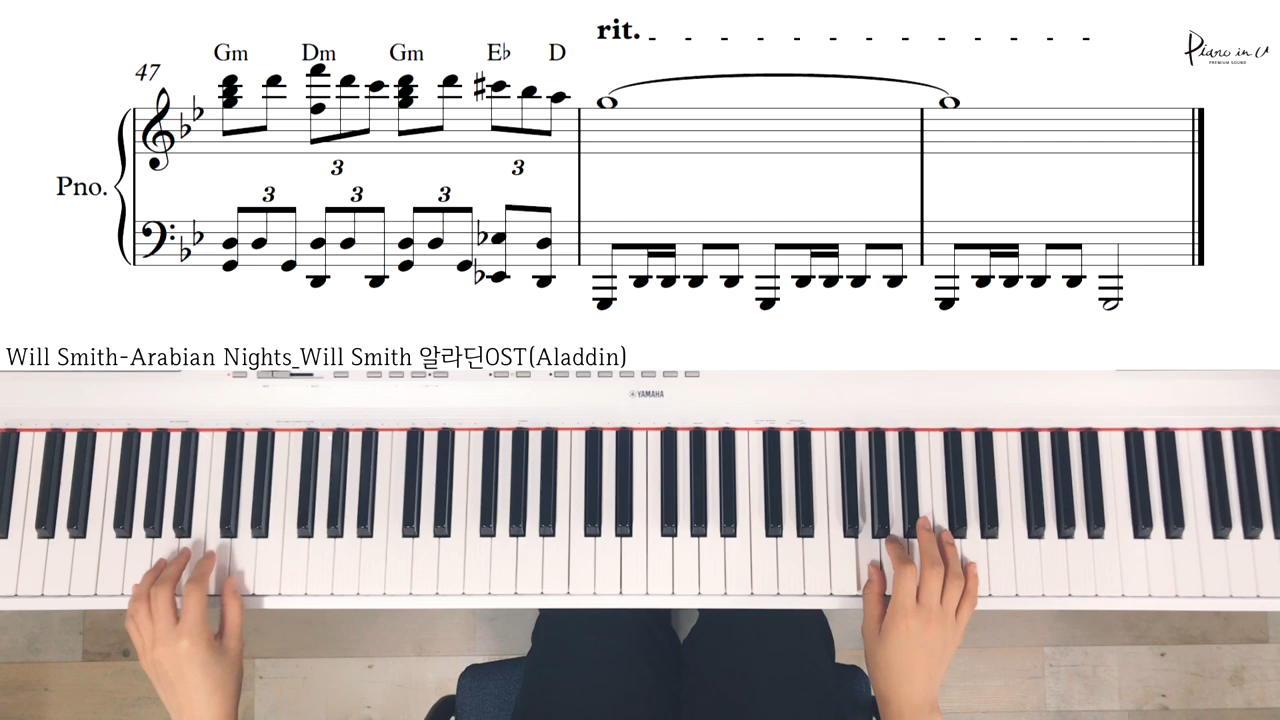 rit.
Piano in U
PREMIUM SOUND
Gm Dm Gm E♭ D
47
3 3
Pno.
3 3 3
Will Smith-Arabian Nights_Will Smith 알라딘OST(Aladdin)
YAMAHA